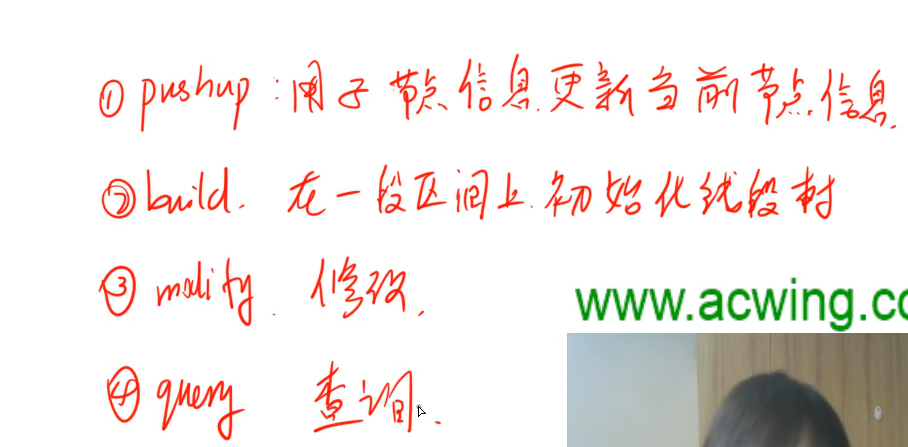 ① pushup：用子节点信息更新当前节点信息.
② build. 在一段区间上初始化线段树
③ modify. 修改.
www.acwing.co
④ query 查询.